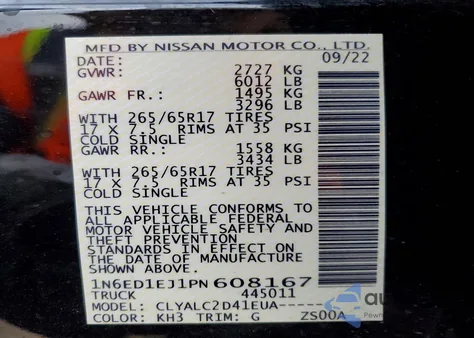 MFD BY NISSAN MOTOR CO., LTD.
DATE: 09/22
GVWR: 2727 KG
6012 LB
GAWR FR.: 1495 KG
3296 LB
WITH 265/65R17 TIRES
17 X 7.5 RIMS AT 35 PSI
COLD SINGLE
GAWR RR.: 1558 KG
3434 LB
WITH 265/65R17 TIRES
17 X 7.5 RIMS AT 35 PSI
COLD SINGLE
THIS VEHICLE CONFORMS TO
ALL APPLICABLE FEDERAL
MOTOR VEHICLE SAFETY AND
THEFT PREVENTION
STANDARDS IN EFFECT ON
THE DATE OF MANUFACTURE
SHOWN ABOVE.
1N6ED1EJ1PN608167
TRUCK 445011
MODEL: CLYALC2D41EUA-----
COLOR: KH3 TRIM: G ZS00A